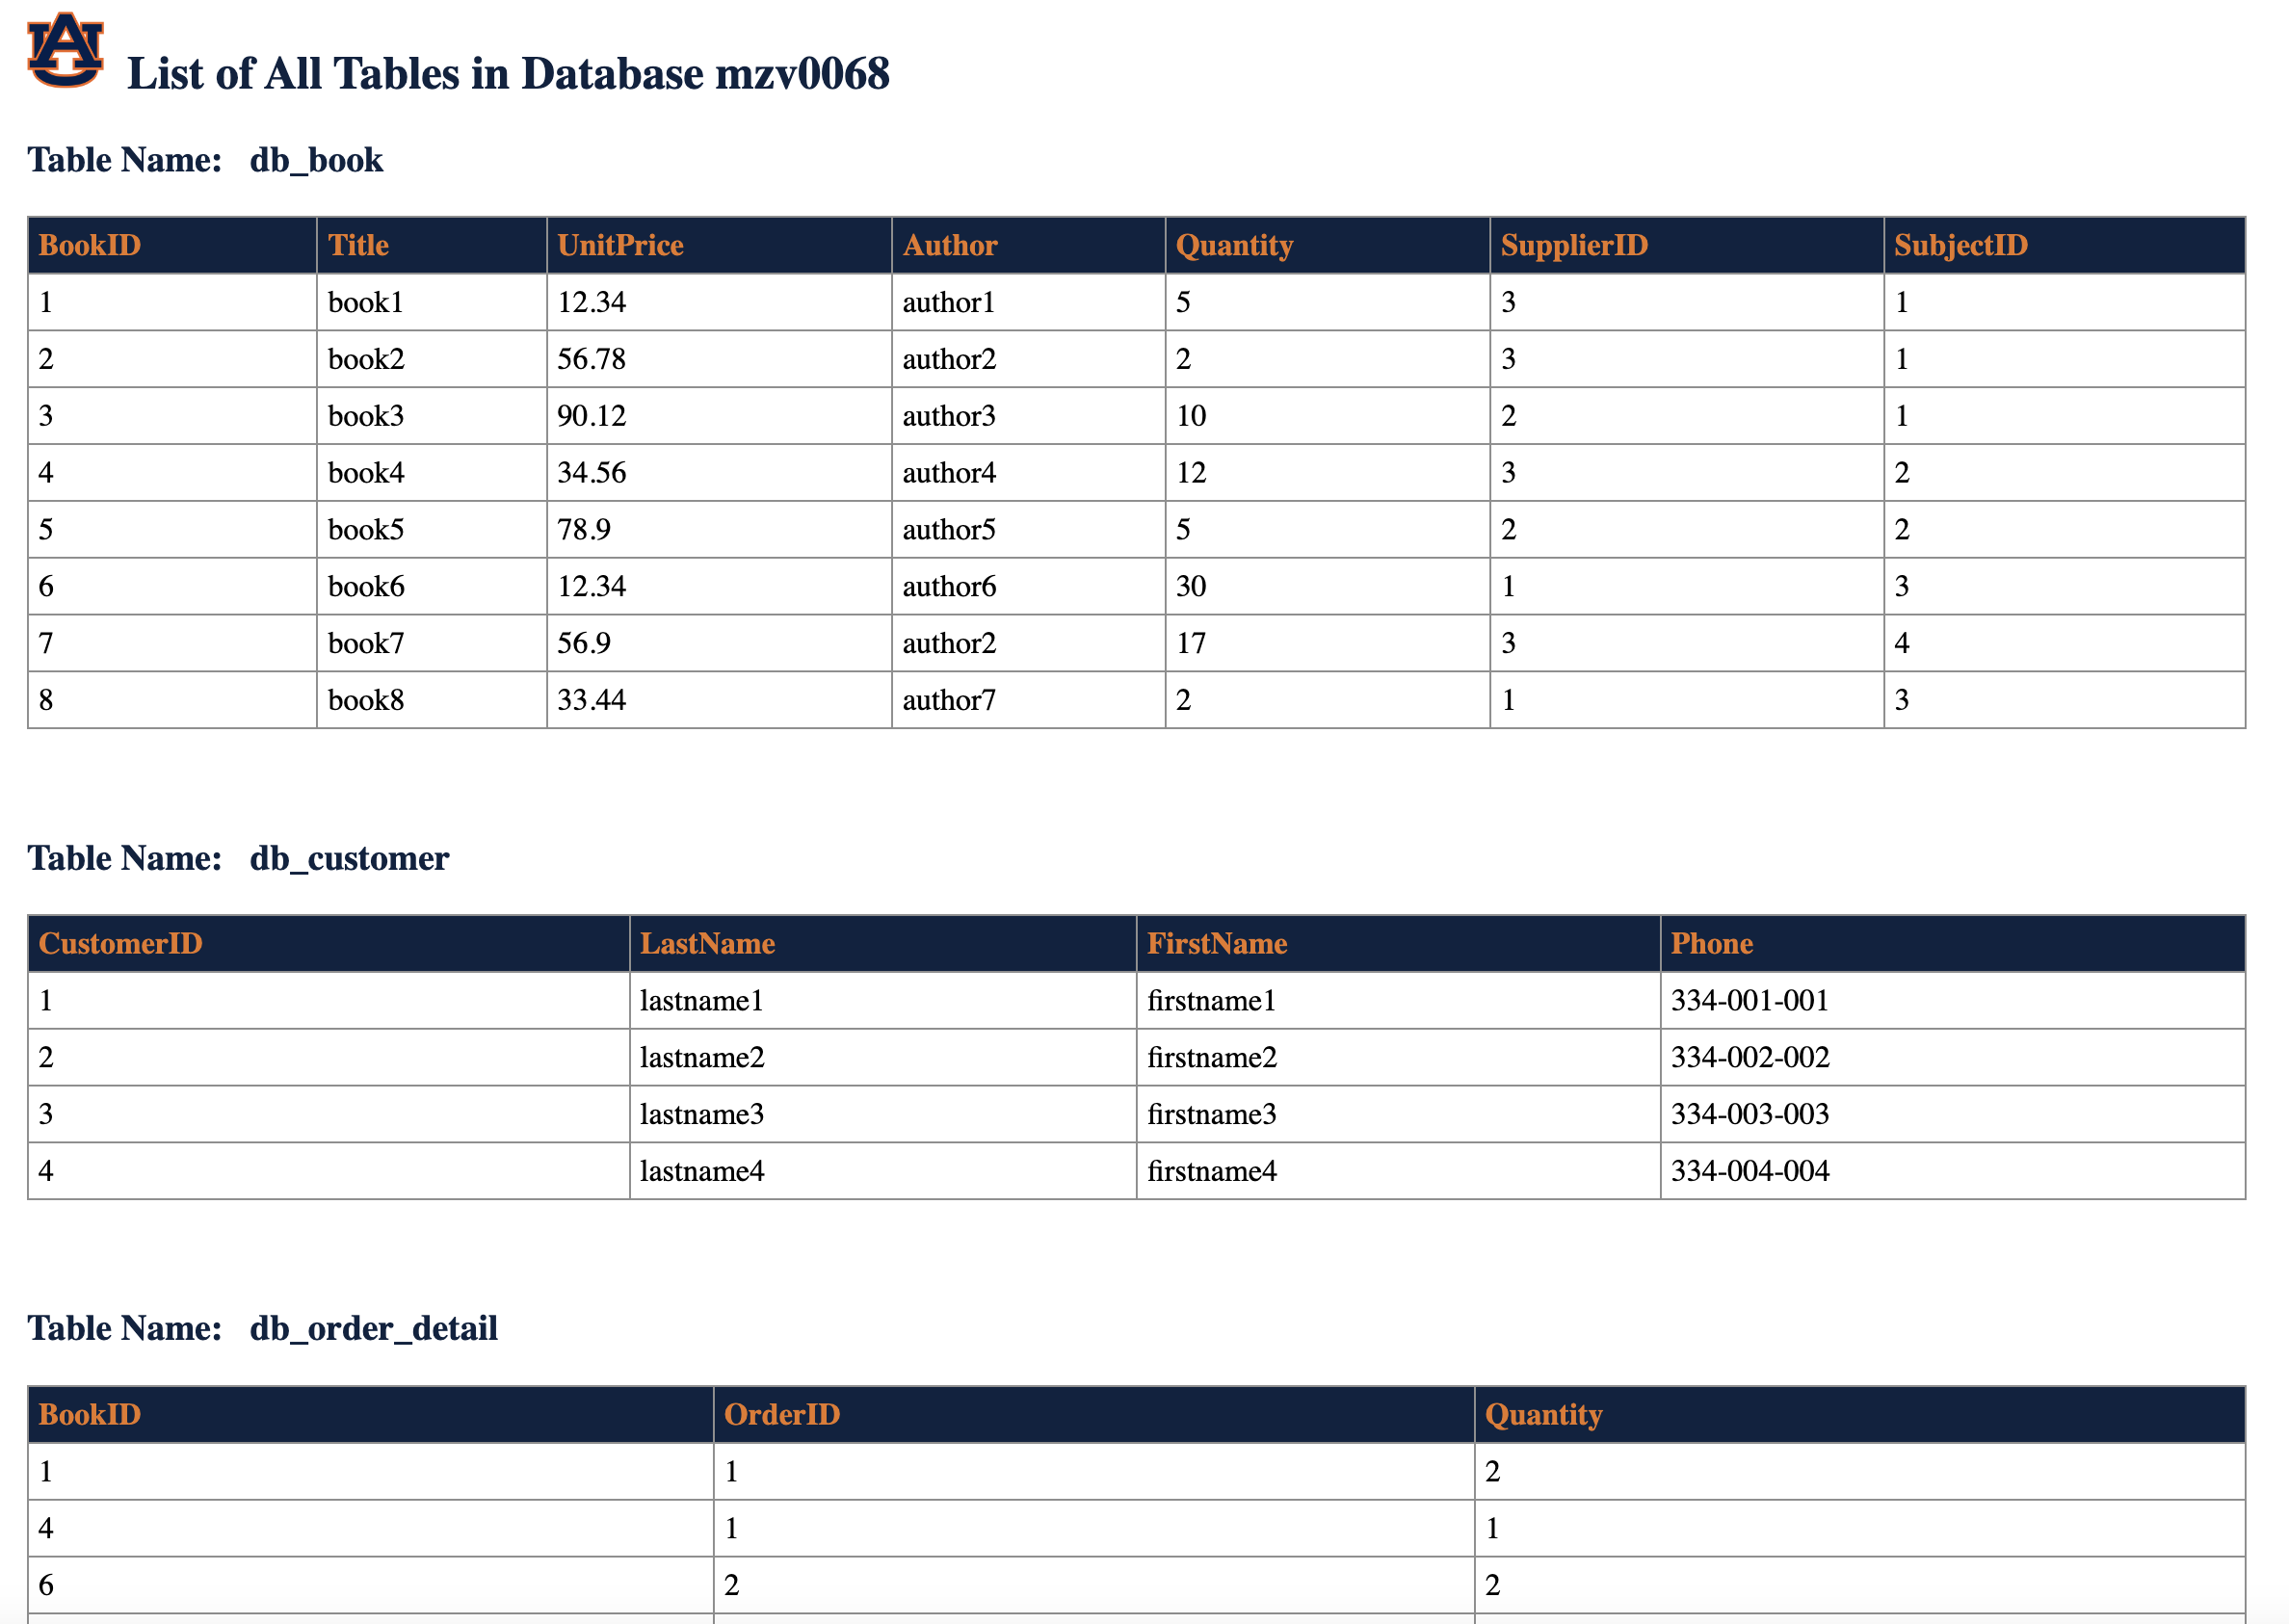 AU List of All Tables in Database mzv0068
Table Name: db_book
BookID Title UnitPrice Author Quantity SupplierID SubjectID
1 book1 12.34 author1 5 3 1
2 book2 56.78 author2 2 3 1
3 book3 90.12 author3 10 2 1
4 book4 34.56 author4 12 3 2
5 book5 78.9 author5 5 2 2
6 book6 12.34 author6 30 1 3
7 book7 56.9 author2 17 3 4
8 book8 33.44 author7 2 1 3
Table Name: db_customer
CustomerID LastName FirstName Phone
1 lastname1 firstname1 334-001-001
2 lastname2 firstname2 334-002-002
3 lastname3 firstname3 334-003-003
4 lastname4 firstname4 334-004-004
Table Name: db_order_detail
BookID OrderID Quantity
1 1 2
4 1 1
6 2 2